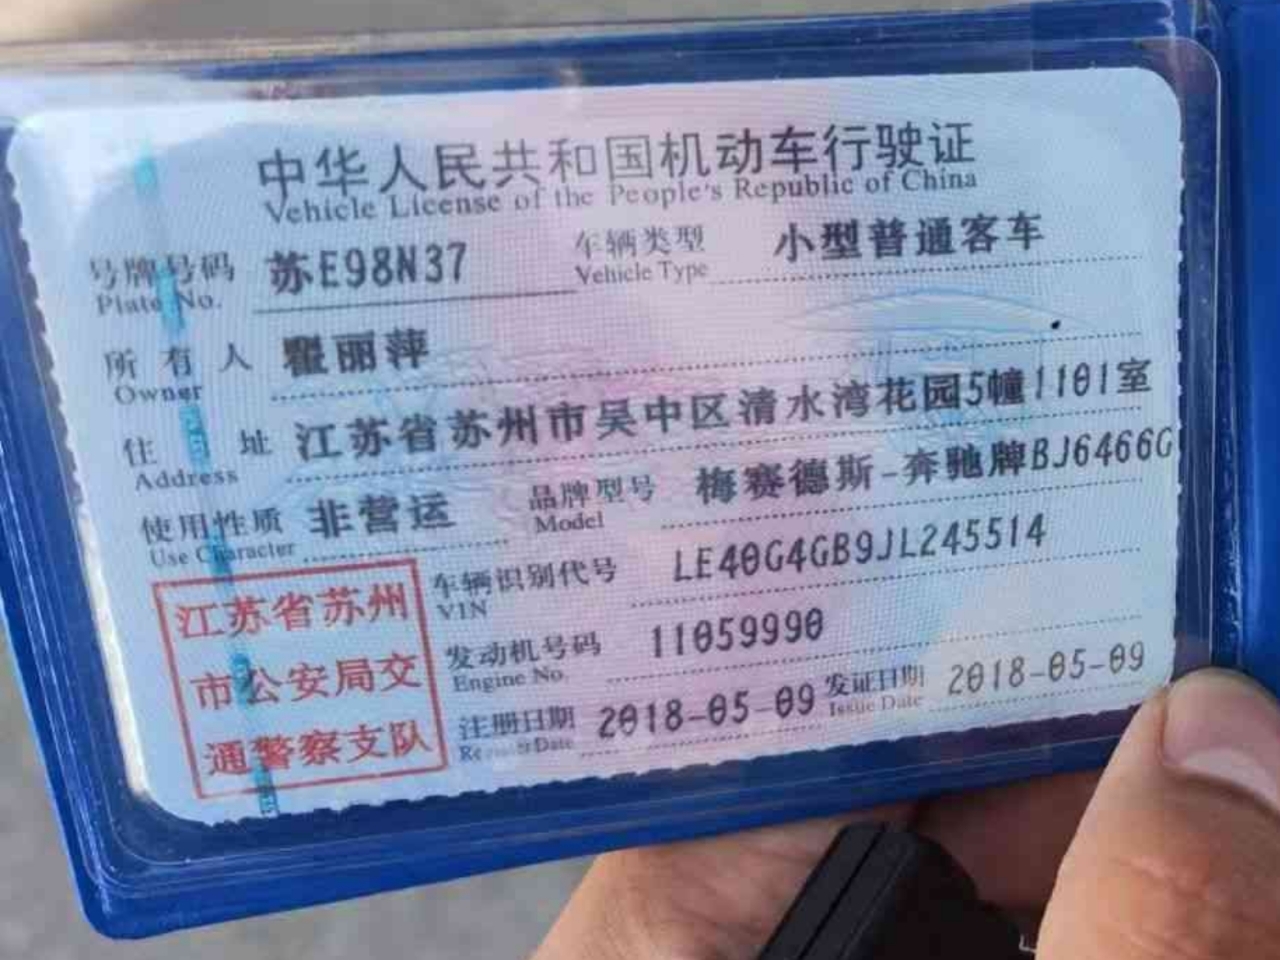 中华人民共和国机动车行驶证
Vehicle License of the People's Republic of China
号牌号码 苏E98N37 车辆类型 小型普通客车
Plate No. Vehicle Type
所有人 瞿丽萍
Owner
住址 江苏省苏州市吴中区清水湾花园5幢1101室
Address
使用性质 非营运 品牌型号 梅赛德斯-奔驰牌BJ6466G
Use Character Model
车辆识别代号 LE40G4GB9JL245514
VIN
发动机号码 11059990
Engine No.
注册日期 2018-05-09 发证日期 2018-05-09
Register Date Issue Date
江苏省苏州
市公安局交
通警察支队